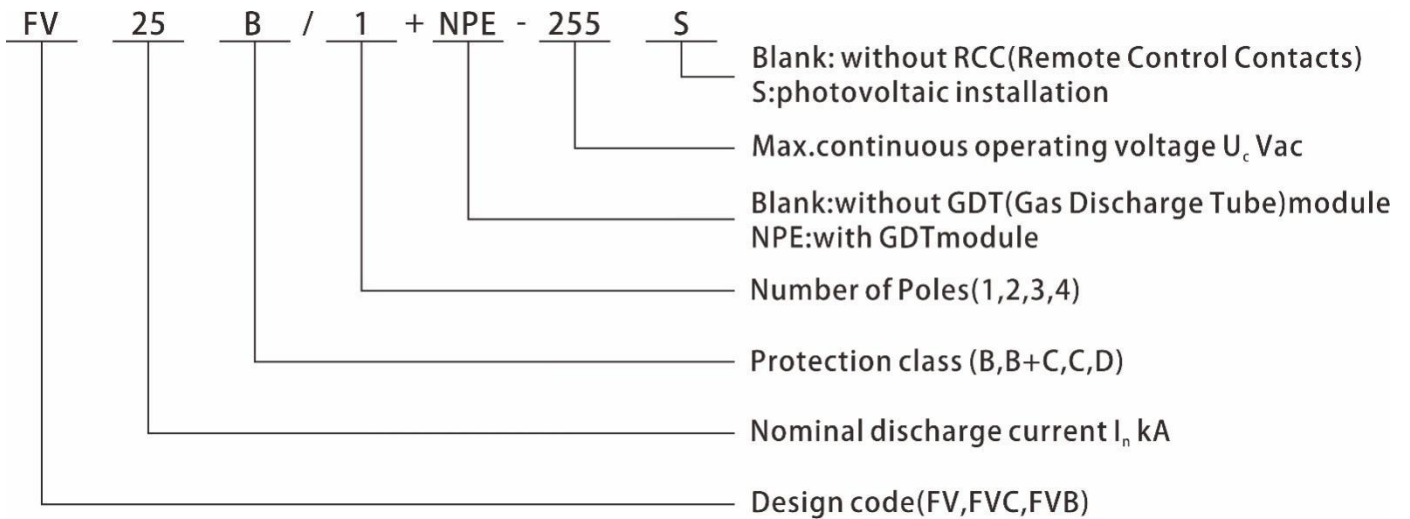 FV 25 B / 1 + NPE - 255 S
Blank: without RCC(Remote Control Contacts)
S:photovoltaic installation
Max.continuous operating voltage Uc Vac
Blank:without GDT(Gas Discharge Tube)module
NPE:with GDTmodule
Number of Poles(1,2,3,4)
Protection class (B,B+C,C,D)
Nominal discharge current In kA
Design code(FV,FVC,FVB)